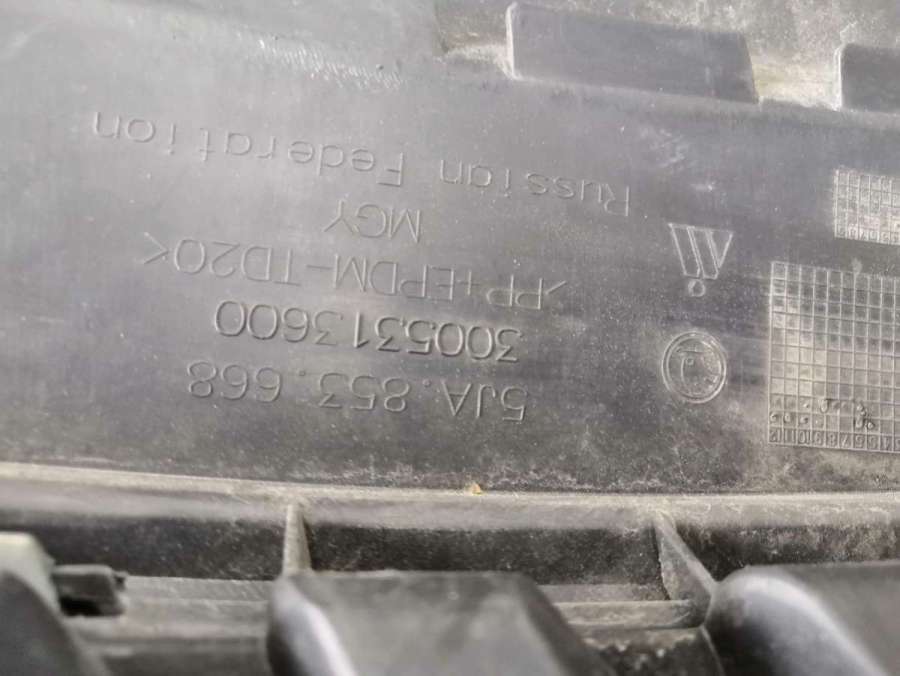 5JA.853.668
3005313600
>PP+EPDM-TD20<
MGY
Russian Federation